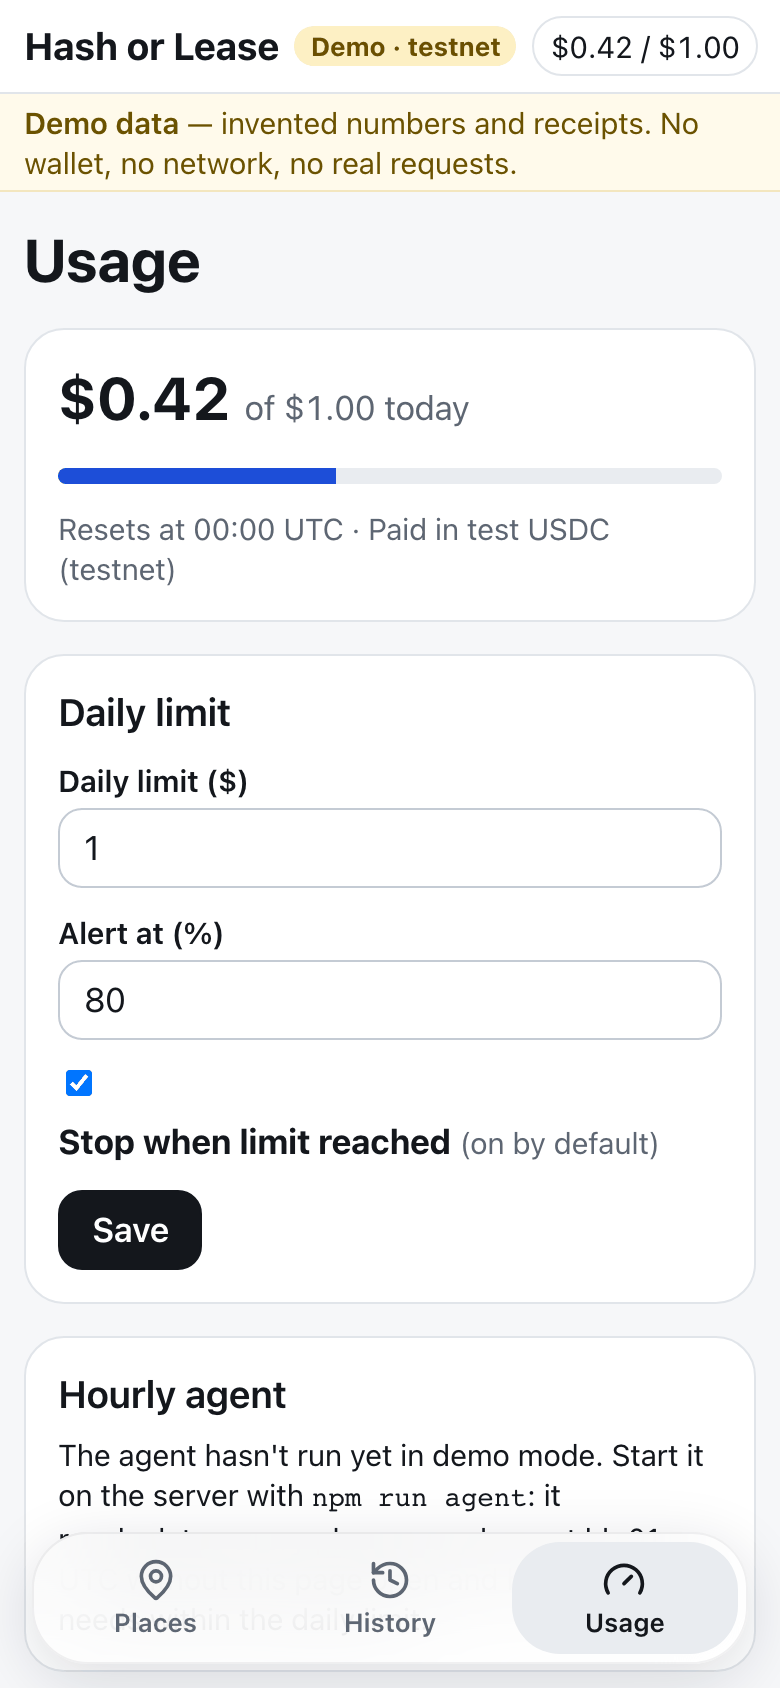 Hash or Lease
Demo · testnet
$0.42 / $1.00
Demo data — invented numbers and receipts. No
wallet, no network, no real requests.
Usage
$0.42 of $1.00 today
Resets at 00:00 UTC · Paid in test USDC
(testnet)
Daily limit
Daily limit ($)
1
Alert at (%)
80
Stop when limit reached (on by default)
Save
Hourly agent
The agent hasn't run yet in demo mode. Start it
on the server with npm run agent: it
within the daily
Places
History
Usage